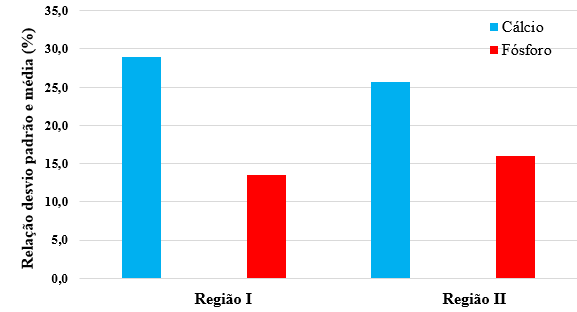 Relação desvio padrão e média (%)
35,0
30,0
25,0
20,0
15,0
10,0
5,0
0,0
Cálcio
Fósforo
Região I
Região II